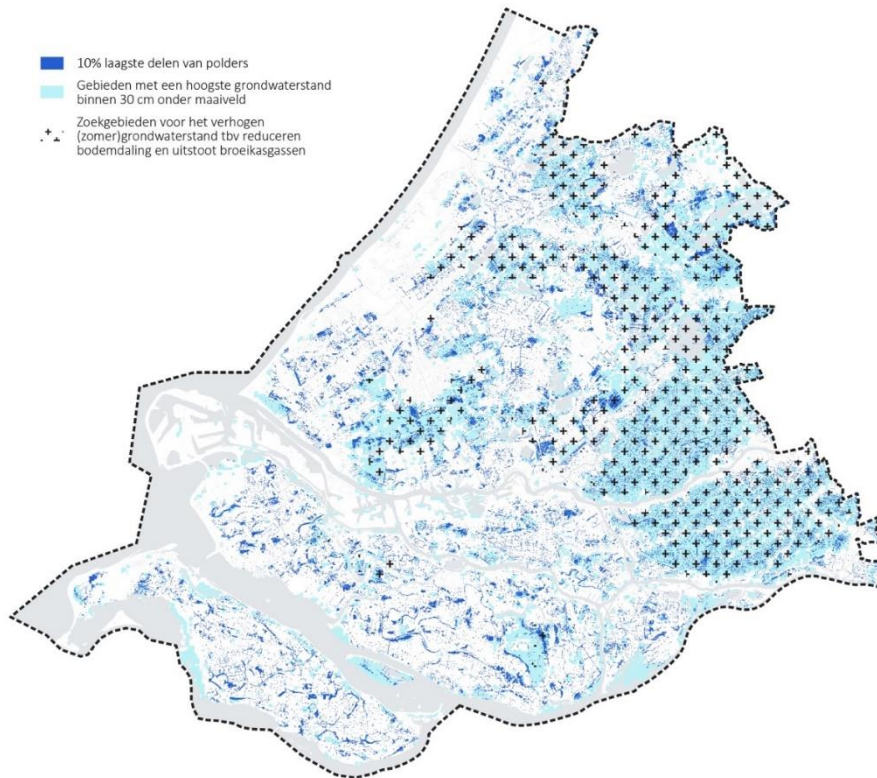 10% laagste delen van polders
Gebieden met een hoogste grondwaterstand
binnen 30 cm onder maaiveld
Zoekgebieden voor het verhogen
(zomer)grondwaterstand tbv reduceren
bodemdaling en uitstoot broeikasgassen